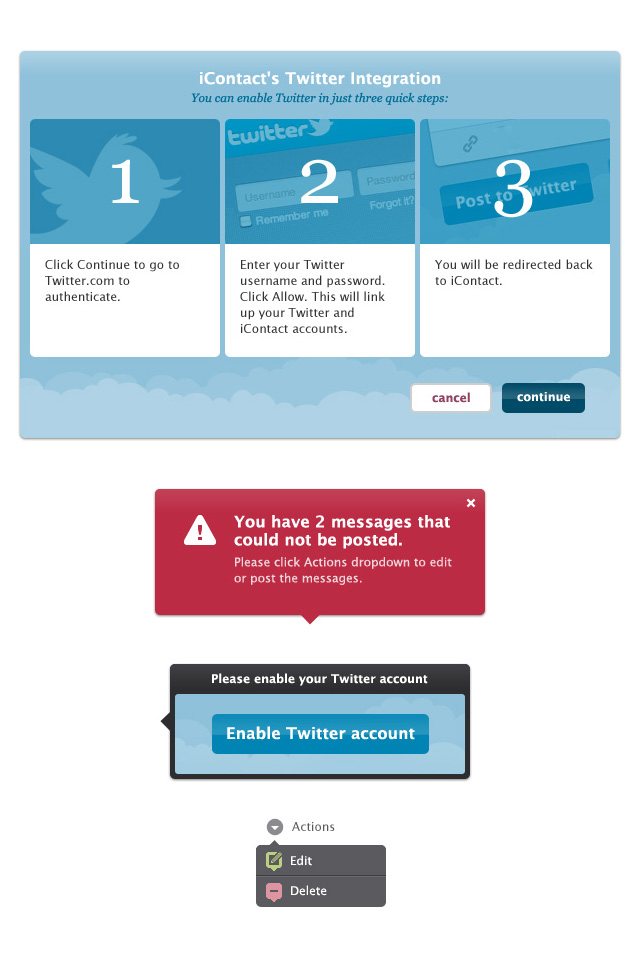 iContact's Twitter Integration
You can enable Twitter in just three quick steps:
1
Click Continue to go to
Twitter.com to
authenticate.
twitter
Username
Password
Remember me
Forgot it?
2
Enter your Twitter
username and password.
Click Allow. This will link
up your Twitter and
iContact accounts.
Post to Twitter
3
You will be redirected back
to iContact.
cancel
continue
You have 2 messages that
could not be posted.
Please click Actions dropdown to edit
or post the messages.
Please enable your Twitter account
Enable Twitter account
Actions
Edit
Delete